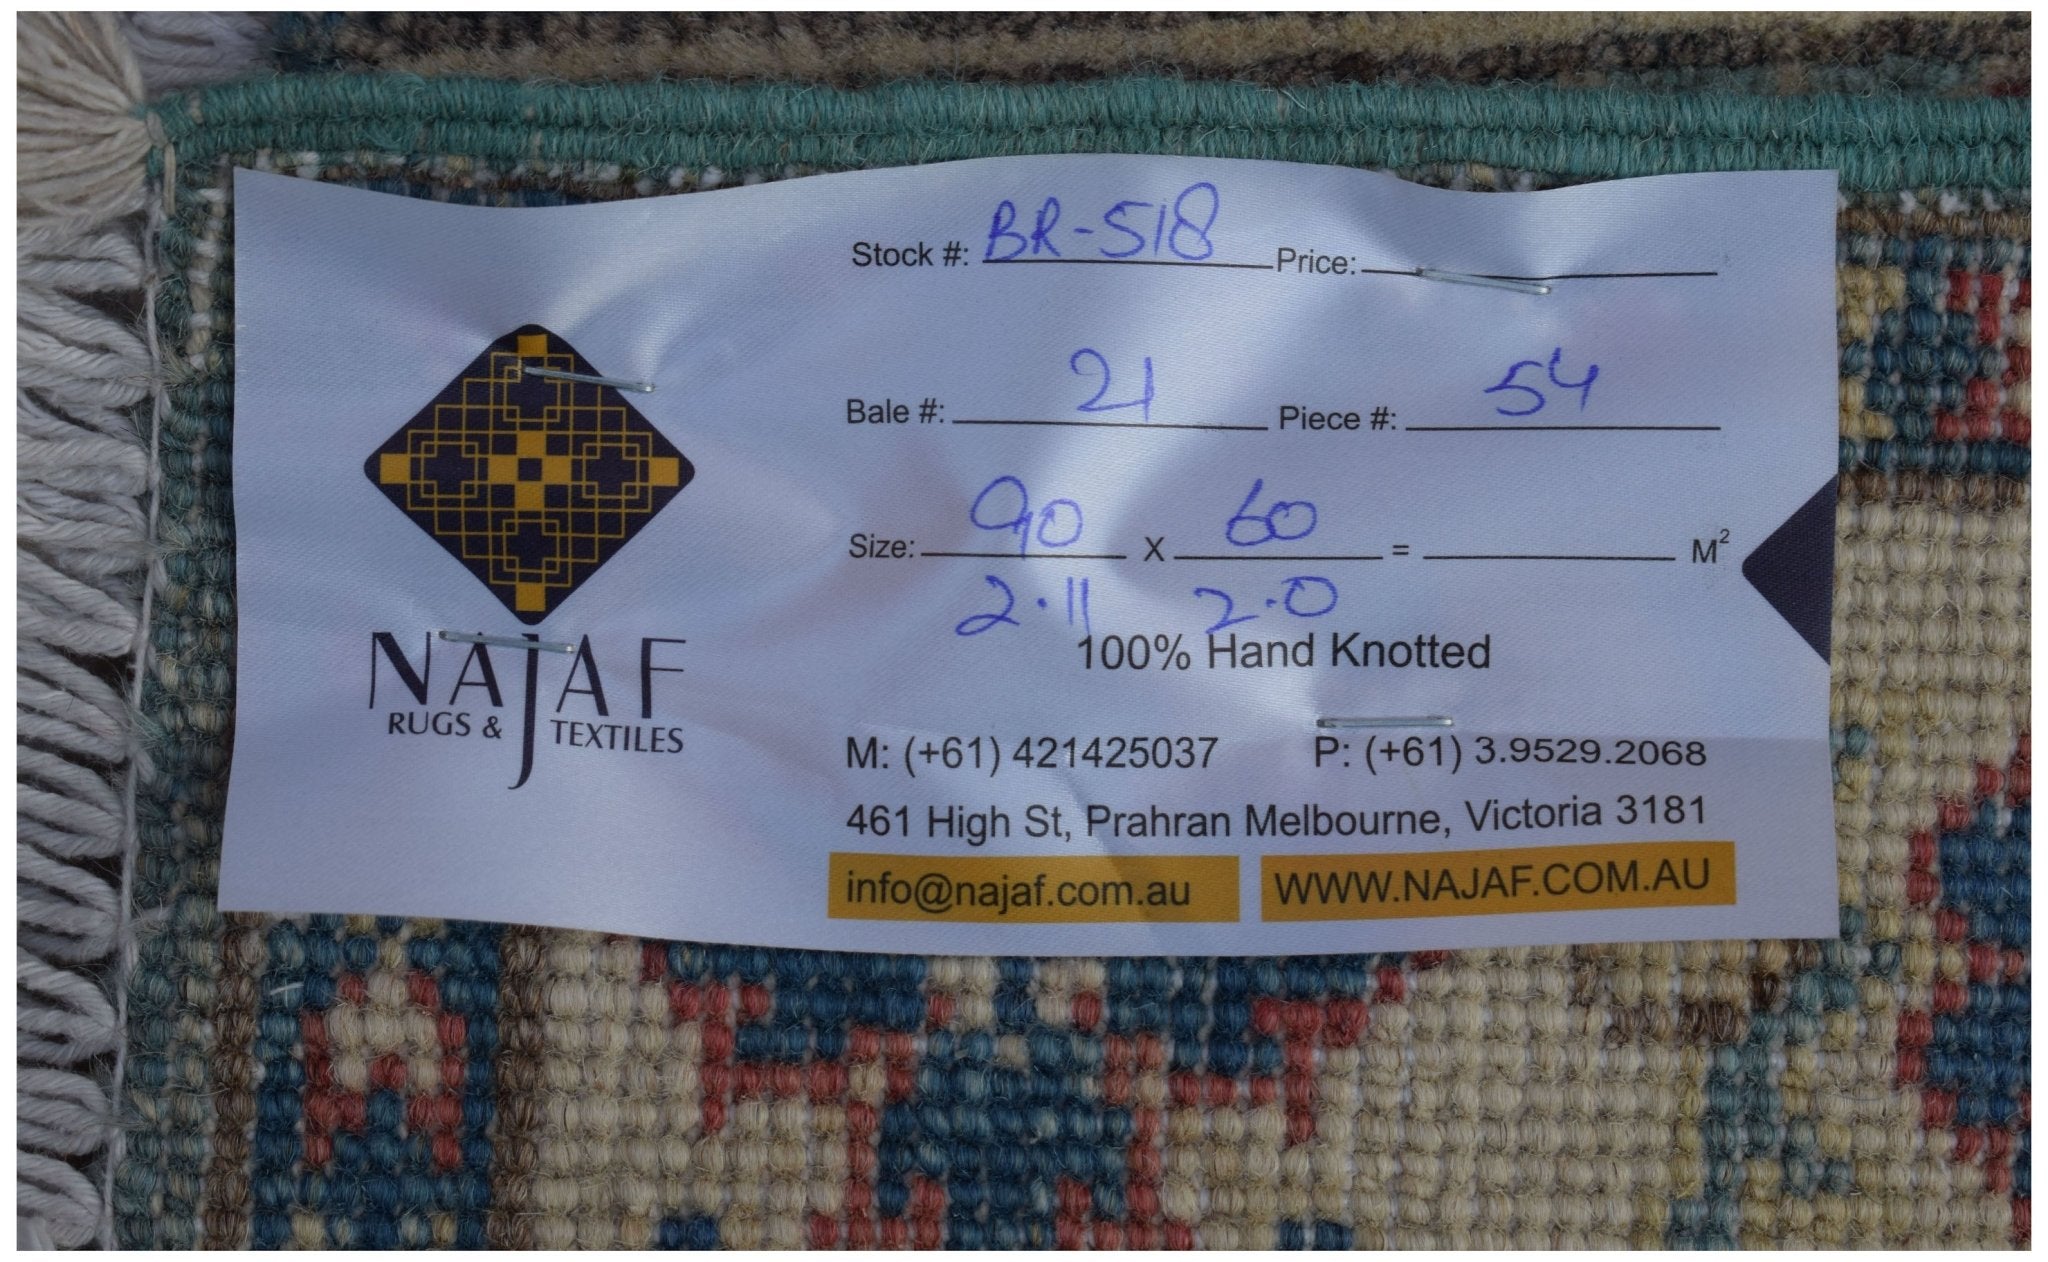 Stock #: BR-518 Price:
Bale #: 21 Piece #: 54
Size: 90 X 60 = M²
2.11 2.0
100% Hand Knotted
NAJAF
RUGS & TEXTILES
M: (+61) 421425037 P: (+61) 3.9529.2068
461 High St, Prahran Melbourne, Victoria 3181
info@najaf.com.au WWW.NAJAF.COM.AU